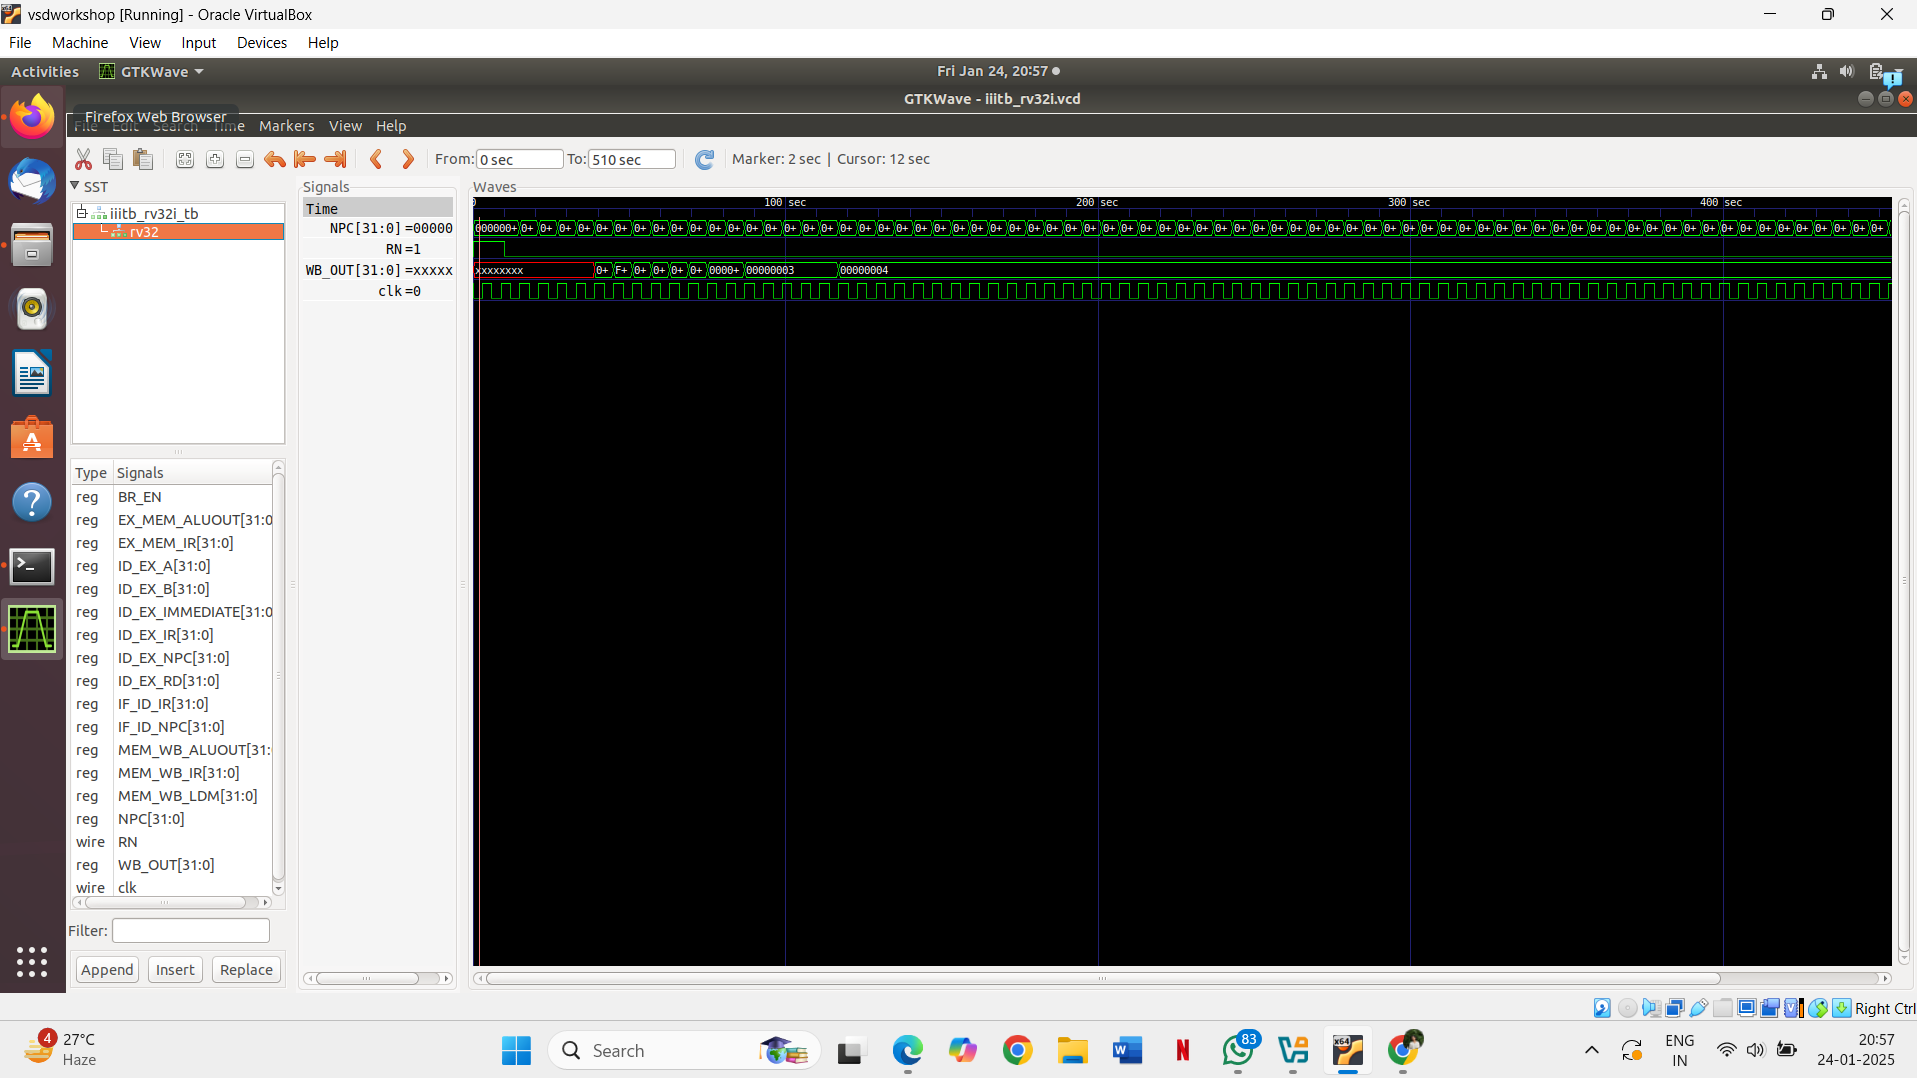 vsdworkshop [Running] - Oracle VirtualBox
File Machine View Input Devices Help
Activities GTKWave Fri Jan 24, 20:57
GTKWave - iiitb_rv32i.vcd
Firefox Web Browser
File Edit Search Time Markers View Help
From: 0 sec To: 510 sec Marker: 2 sec | Cursor: 12 sec
SST
iiitb_rv32i_tb
rv32
Type Signals
reg BR_EN
reg EX_MEM_ALUOUT[31:0
reg EX_MEM_IR[31:0]
reg ID_EX_A[31:0]
reg ID_EX_B[31:0]
reg ID_EX_IMMEDIATE[31:0
reg ID_EX_IR[31:0]
reg ID_EX_NPC[31:0]
reg ID_EX_RD[31:0]
reg IF_ID_IR[31:0]
reg IF_ID_NPC[31:0]
reg MEM_WB_ALUOUT[31:
reg MEM_WB_IR[31:0]
reg MEM_WB_LDM[31:0]
reg NPC[31:0]
wire RN
reg WB_OUT[31:0]
wire clk
Filter:
Append Insert Replace
Signals
Time
NPC[31:0] =00000
RN =1
WB_OUT[31:0] =xxxxx
clk =0
Waves
0 100 sec 200 sec 300 sec 400 sec
000000+ 0+ 0+ 0+ 0+ 0+ 0+ 0+ 0+ 0+ 0+ 0+ 0+ 0+ 0+ 0+ 0+ 0+ 0+ 0+ 0+ 0+ 0+ 0+ 0+ 0+ 0+ 0+ 0+ 0+ 0+ 0+ 0+ 0+ 0+ 0+ 0+ 0+ 0+ 0+ 0+ 0+ 0+ 0+ 0+ 0+ 0+ 0+ 0+ 0+ 0+ 0+ 0+ 0+ 0+ 0+ 0+ 0+ 0+ 0+ 0+ 0+ 0+ 0+ 0+ 0+ 0+ 0+ 0+ 0+ 0+ 0+ 0+ 0+
xxxxxxxx 0+ F+ 0+ 0+ 0+ 0+ 0000+ 00000003 00000004
Right Ctrl
4 27°C
Haze
Search
83
ENG
IN
20:57
24-01-2025